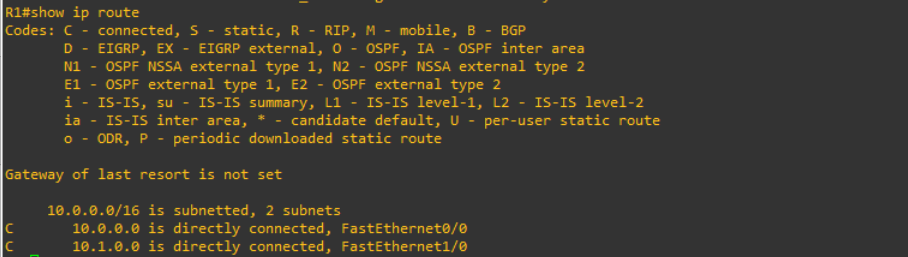 R1#show ip route
Codes: C - connected, S - static, R - RIP, M - mobile, B - BGP
D - EIGRP, EX - EIGRP external, O - OSPF, IA - OSPF inter area
N1 - OSPF NSSA external type 1, N2 - OSPF NSSA external type 2
E1 - OSPF external type 1, E2 - OSPF external type 2
i - IS-IS, su - IS-IS summary, L1 - IS-IS level-1, L2 - IS-IS level-2
ia - IS-IS inter area, * - candidate default, U - per-user static route
o - ODR, P - periodic downloaded static route
Gateway of last resort is not set
10.0.0.0/16 is subnetted, 2 subnets
C 10.0.0.0 is directly connected, FastEthernet0/0
C 10.1.0.0 is directly connected, FastEthernet1/0